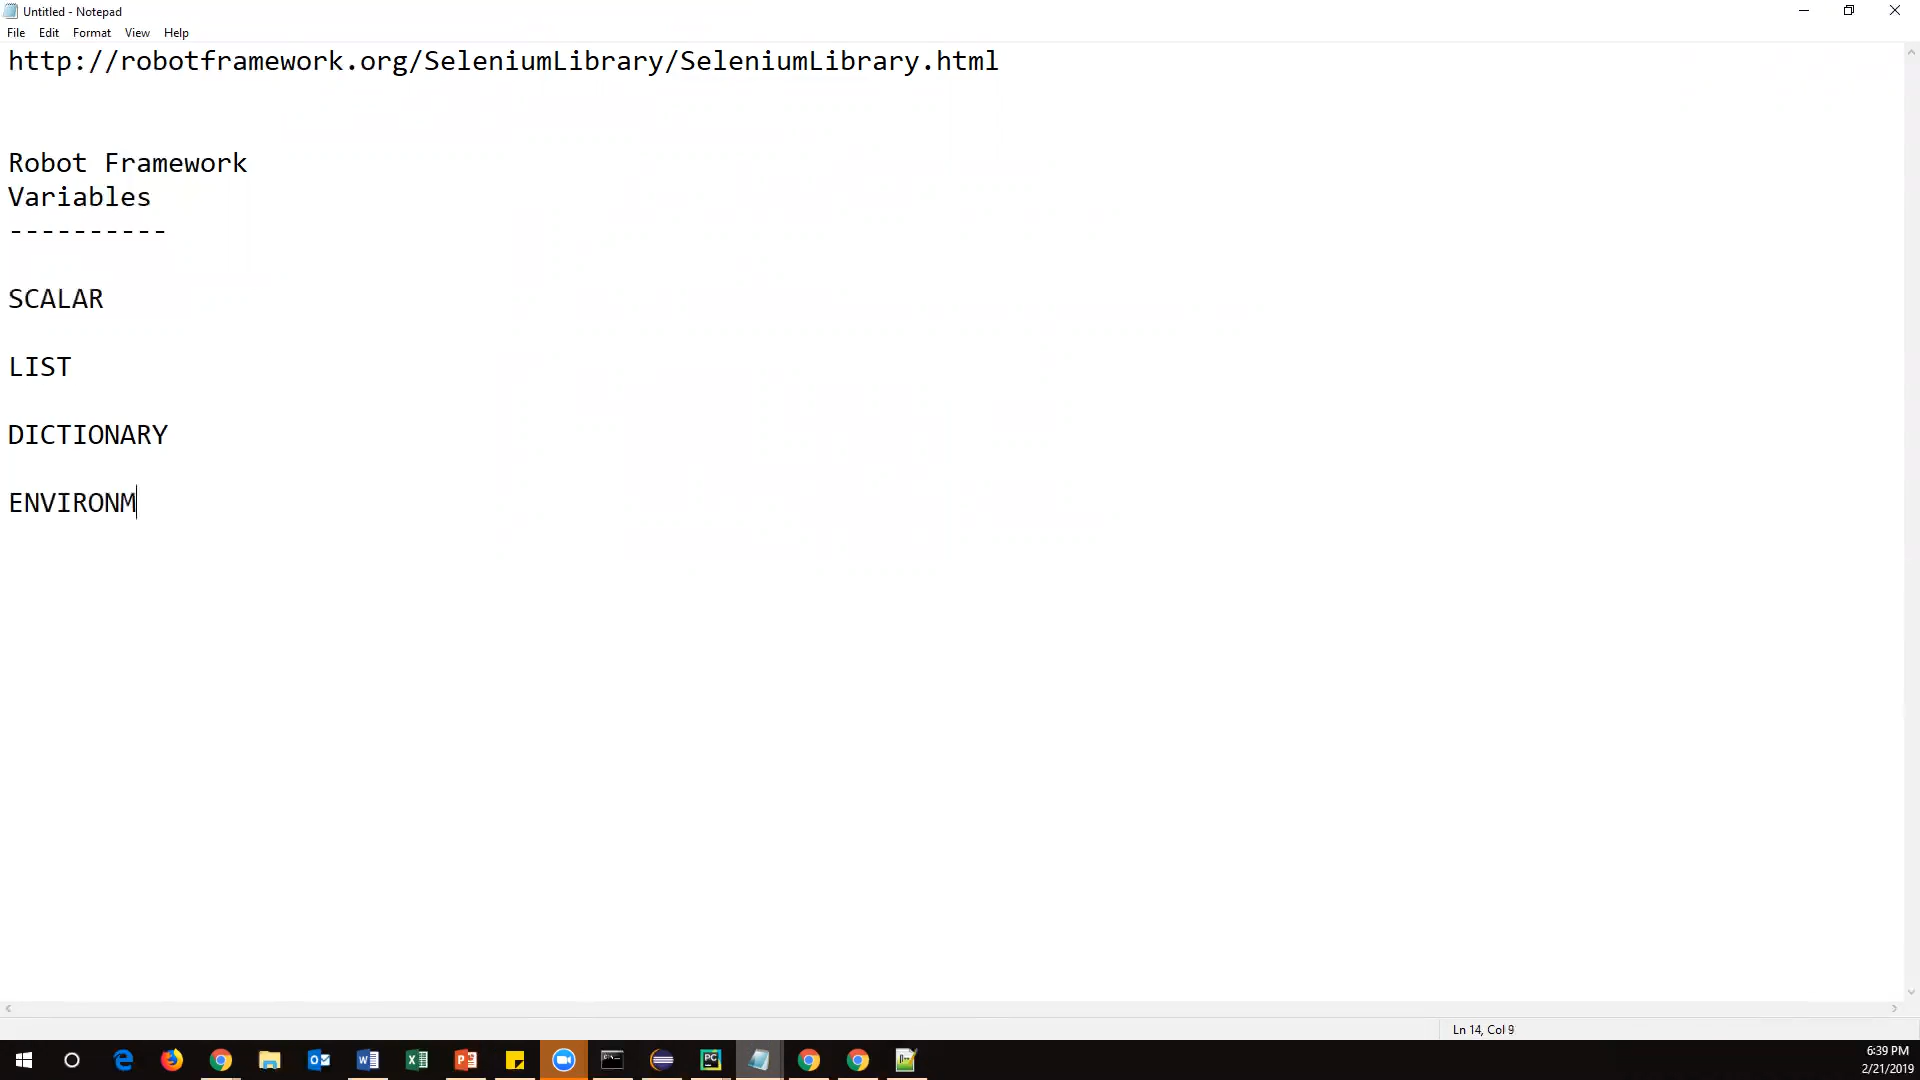 Untitled - Notepad
File Edit Format View Help
http://robotframework.org/SeleniumLibrary/SeleniumLibrary.html
Robot Framework
Variables
----------
SCALAR
LIST
DICTIONARY
ENVIRONM
Ln 14, Col 9
6:39 PM
2/21/2019